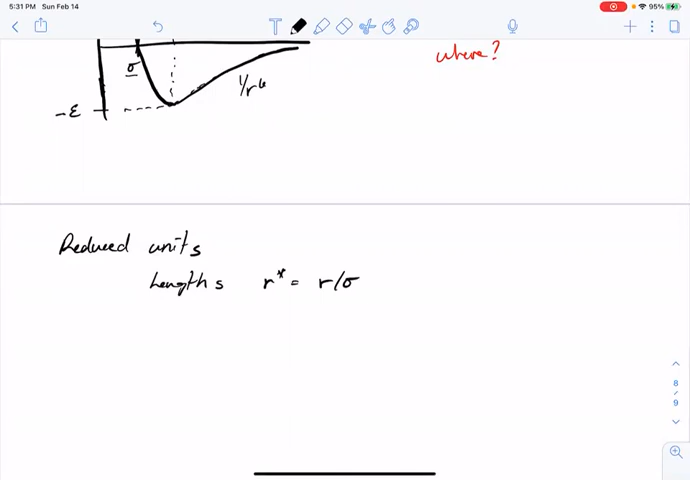 5:31 PM Sun Feb 14
95%
where?
σ
1/r6
-ε
Reduced units
Lengths r* = r/σ
8
/
9